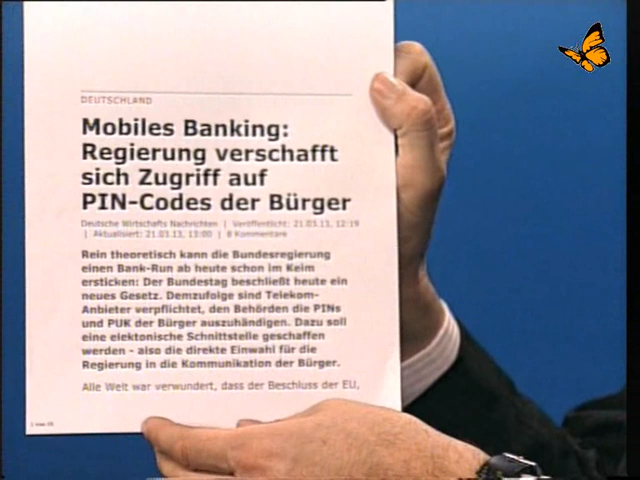 DEUTSCHLAND
Mobiles Banking:
Regierung verschafft
sich Zugriff auf
PIN-Codes der Bürger
Deutsche Wirtschafts Nachrichten | Veröffentlicht: 21.03.13, 12:19
| Aktualisiert: 21.03.13, 13:00 | 8 Kommentare
Rein theoretisch kann die Bundesregierung
einen Bank-Run ab heute schon im Keim
ersticken: Der Bundestag beschließt heute ein
neues Gesetz. Demzufolge sind Telekom-
Anbieter verpflichtet, den Behörden die PINs
und PUK der Bürger auszuhändigen. Dazu soll
eine elektonische Schnittstelle geschaffen
werden - also die direkte Einwahl für die
Regierung in die Kommunikation der Bürger.
Alle Welt war verwundert, dass der Beschluss der EU,